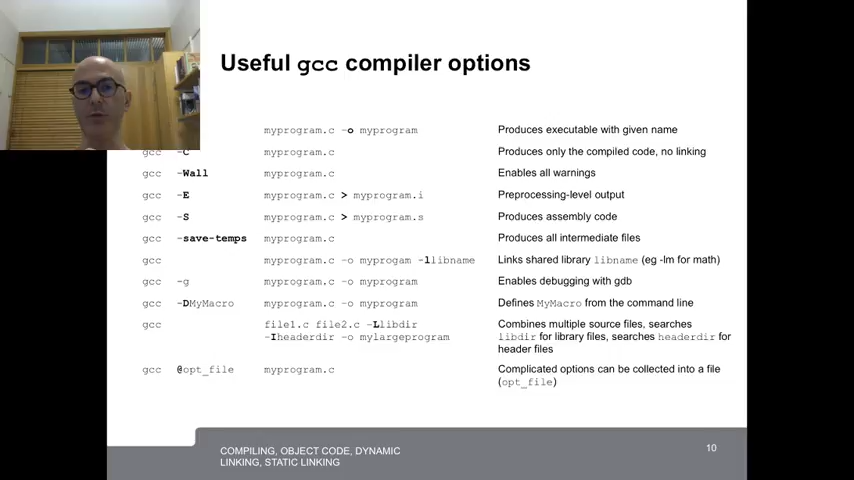 Useful gcc compiler options
myprogram.c -o myprogram Produces executable with given name
gcc -C myprogram.c Produces only the compiled code, no linking
gcc -Wall myprogram.c Enables all warnings
gcc -E myprogram.c > myprogram.i Preprocessing-level output
gcc -S myprogram.c > myprogram.s Produces assembly code
gcc -save-temps myprogram.c Produces all intermediate files
gcc myprogram.c -o myprogam -llibname Links shared library libname (eg -lm for math)
gcc -g myprogram.c -o myprogram Enables debugging with gdb
gcc -DMyMacro myprogram.c -o myprogram Defines MyMacro from the command line
gcc file1.c file2.c -Llibdir Combines multiple source files, searches
-Iheaderdir -o mylargeprogram libdir for library files, searches headerdir for
header files
gcc @opt_file myprogram.c Complicated options can be collected into a file
(opt_file)
COMPILING, OBJECT CODE, DYNAMIC
LINKING, STATIC LINKING
10